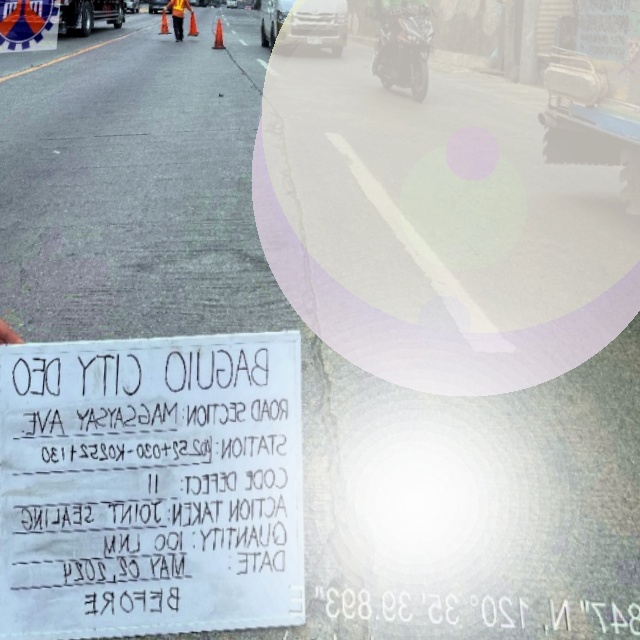 BAGUIO CITY DEO
ROAD SECTION: MAGSAYSAY AVE
STATION: K0252+030-K0252+130
CODE DEFECT: 11
ACTION TAKEN: JOINT SEALING
QUANTITY: 100 LNM
DATE: MAY 02, 2024
BEFORE
947" N, 120° 35' 39.893" E